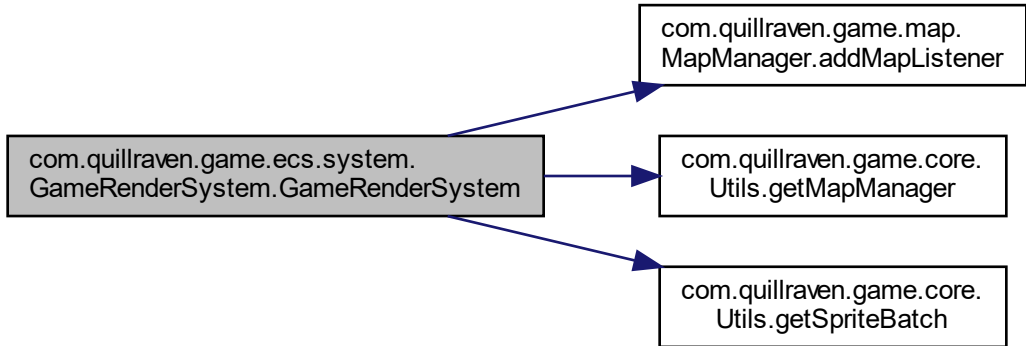 com.quillraven.game.map.
MapManager.addMapListener
com.quillraven.game.ecs.system.
GameRenderSystem.GameRenderSystem
com.quillraven.game.core.
Utils.getMapManager
com.quillraven.game.core.
Utils.getSpriteBatch